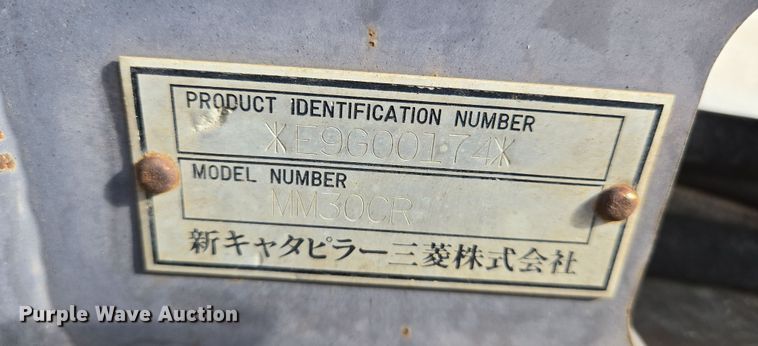 PRODUCT IDENTIFICATION NUMBER
*E9G00174*
MODEL NUMBER
MM30CR
新キャタピラー三菱株式会社
Purple Wave Auction